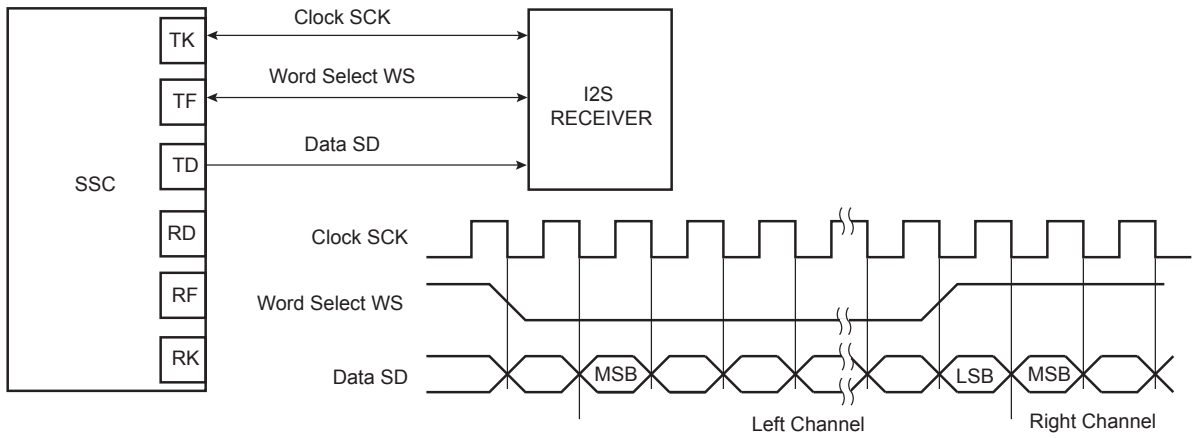 SSC
TK
TF
TD
RD
RF
RK
Clock SCK
Word Select WS
Data SD
I2S
RECEIVER
Clock SCK
Word Select WS
Data SD
MSB
LSB
MSB
Left Channel
Right Channel